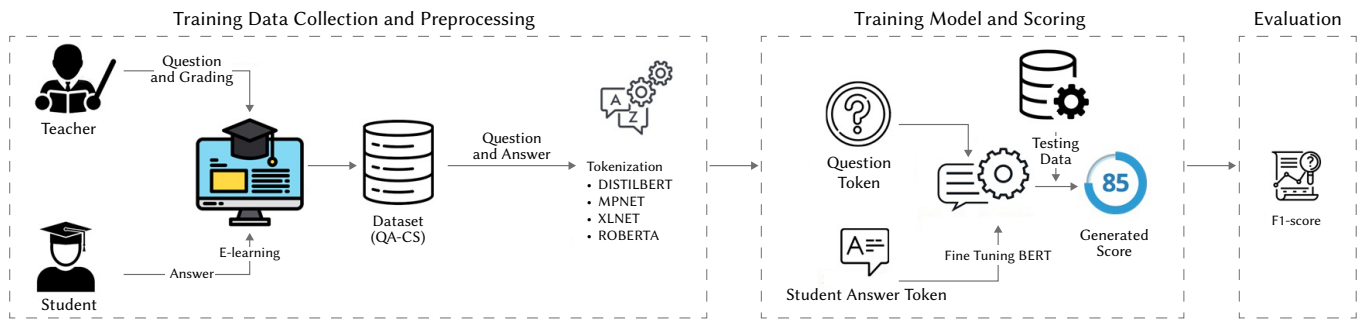 Training Data Collection and Preprocessing
Question
and Grading
Teacher
Student
Answer
E-learning
Dataset
(QA-CS)
Question
and Answer
A
Z
Tokenization
• DISTILBERT
• MPNET
• XLNET
• ROBERTA
Training Model and Scoring
?
Question
Token
A
Student Answer Token
Fine Tuning BERT
Testing
Data
85
Generated
Score
Evaluation
?
F1-score